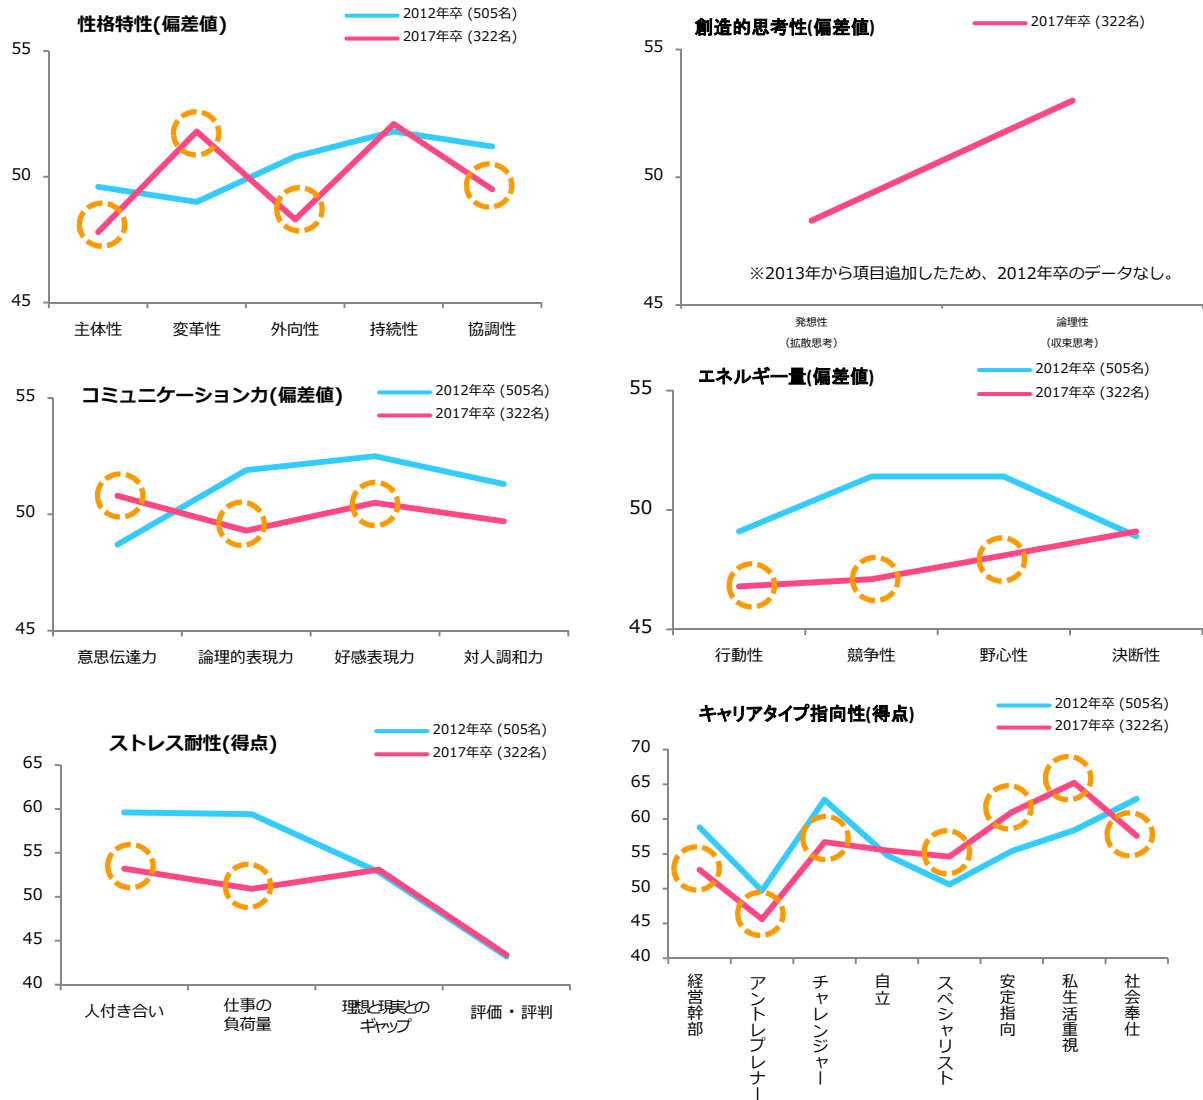 性格特性(偏差値)
2012年卒 (505名)
2017年卒 (322名)
55
50
45
主体性
変革性
外向性
持続性
協調性
創造的思考性(偏差値)
2017年卒 (322名)
55
50
45
※2013年から項目追加したため、2012年卒のデータなし。
発想性
(拡散思考)
論理性
(収束思考)
コミュニケーション力(偏差値)
2012年卒 (505名)
2017年卒 (322名)
55
50
45
意思伝達力
論理的表現力
好感表現力
対人調和力
エネルギー量(偏差値)
2012年卒 (505名)
2017年卒 (322名)
55
50
45
行動性
競争性
野心性
決断性
ストレス耐性(得点)
2012年卒 (505名)
2017年卒 (322名)
65
60
55
50
45
40
人付き合い
仕事の
負荷量
理想と現実との
ギャップ
評価・評判
キャリアタイプ指向性(得点)
2012年卒 (505名)
2017年卒 (322名)
70
65
60
55
50
45
40
経営幹部
アントレプレナー
チャレンジャー
自立
スペシャリスト
安定指向
私生活重視
社会奉仕